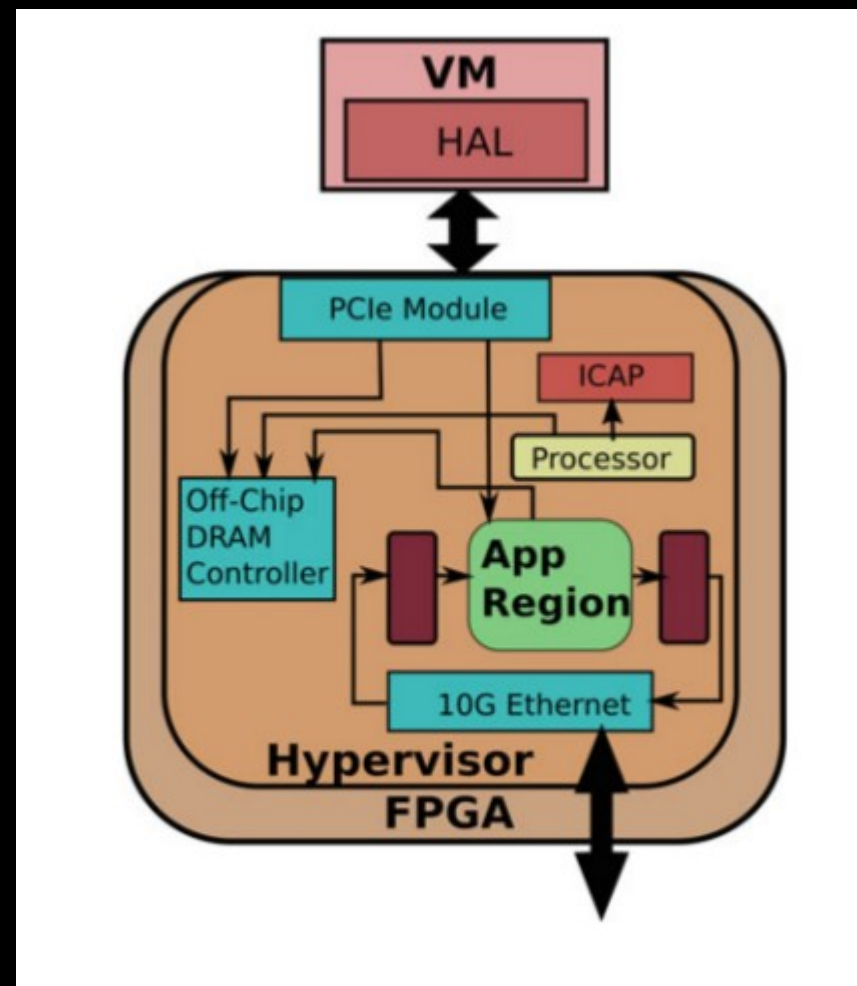 VM
HAL
PCIe Module
ICAP
Processor
Off-Chip
DRAM
Controller
App
Region
10G Ethernet
Hypervisor
FPGA